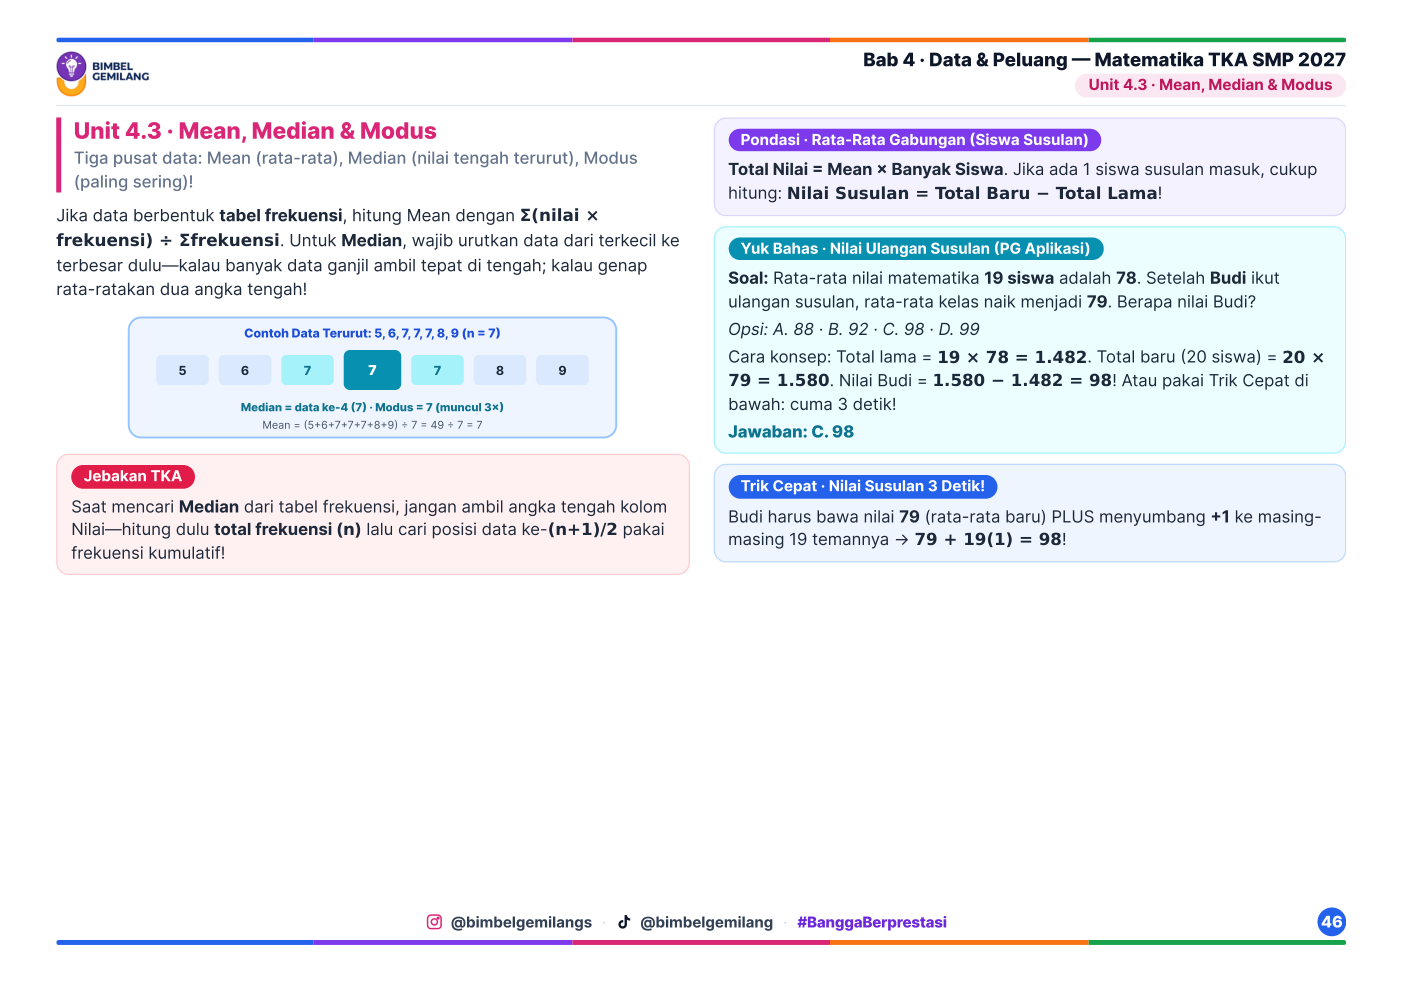 BIMBEL
GEMILANG
Bab 4 · Data & Peluang — Matematika TKA SMP 2027
Unit 4.3 · Mean, Median & Modus
Unit 4.3 · Mean, Median & Modus
Tiga pusat data: Mean (rata-rata), Median (nilai tengah terurut), Modus
(paling sering)!
Jika data berbentuk tabel frekuensi, hitung Mean dengan Σ(nilai ×
frekuensi) ÷ Σfrekuensi. Untuk Median, wajib urutkan data dari terkecil ke
terbesar dulu—kalau banyak data ganjil ambil tepat di tengah; kalau genap
rata-ratakan dua angka tengah!
Contoh Data Terurut: 5, 6, 7, 7, 7, 8, 9 (n = 7)
5 6 7 7 7 8 9
Median = data ke-4 (7) · Modus = 7 (muncul 3×)
Mean = (5+6+7+7+7+8+9) ÷ 7 = 49 ÷ 7 = 7
Jebakan TKA
Saat mencari Median dari tabel frekuensi, jangan ambil angka tengah kolom
Nilai—hitung dulu total frekuensi (n) lalu cari posisi data ke-(n+1)/2 pakai
frekuensi kumulatif!
Pondasi · Rata-Rata Gabungan (Siswa Susulan)
Total Nilai = Mean × Banyak Siswa. Jika ada 1 siswa susulan masuk, cukup
hitung: Nilai Susulan = Total Baru − Total Lama!
Yuk Bahas · Nilai Ulangan Susulan (PG Aplikasi)
Soal: Rata-rata nilai matematika 19 siswa adalah 78. Setelah Budi ikut
ulangan susulan, rata-rata kelas naik menjadi 79. Berapa nilai Budi?
Opsi: A. 88 · B. 92 · C. 98 · D. 99
Cara konsep: Total lama = 19 × 78 = 1.482. Total baru (20 siswa) = 20 ×
79 = 1.580. Nilai Budi = 1.580 − 1.482 = 98! Atau pakai Trik Cepat di
bawah: cuma 3 detik!
Jawaban: C. 98
Trik Cepat · Nilai Susulan 3 Detik!
Budi harus bawa nilai 79 (rata-rata baru) PLUS menyumbang +1 ke masing-
masing 19 temannya → 79 + 19(1) = 98!
@bimbelgemilangs · @bimbelgemilang · #BanggaBerprestasi
46